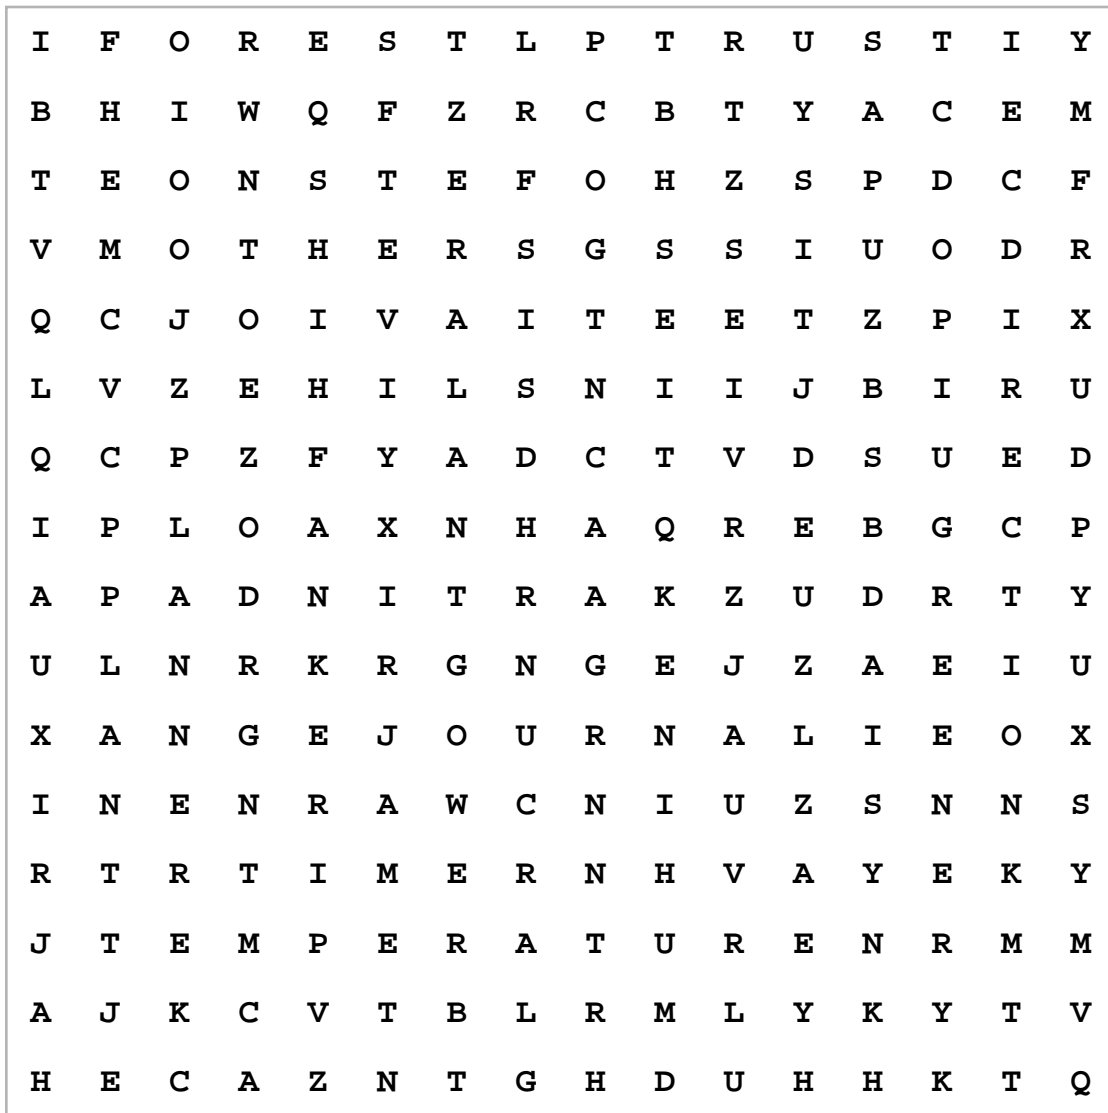 I F O R E S T L P T R U S T I Y
B H I W Q F Z R C B T Y A C E M
T E O N S T E F O H Z S P D C F
V M O T H E R S G S S I U O D R
Q C J O I V A I T E E T Z P I X
L V Z E H I L S N I I J B I R U
Q C P Z F Y A D C T V D S U E D
I P L O A X N H A Q R E B G C P
A P A D N I T R A K Z U D R T Y
U L N R K R G N G E J Z A E I U
X A N G E J O U R N A L I E O X
I N E N R A W C N I U Z S N N S
R T R T I M E R N H V A Y E K Y
J T E M P E R A T U R E N R M M
A J K C V T B L R M L Y K Y T V
H E C A Z N T G H D U H H K T Q